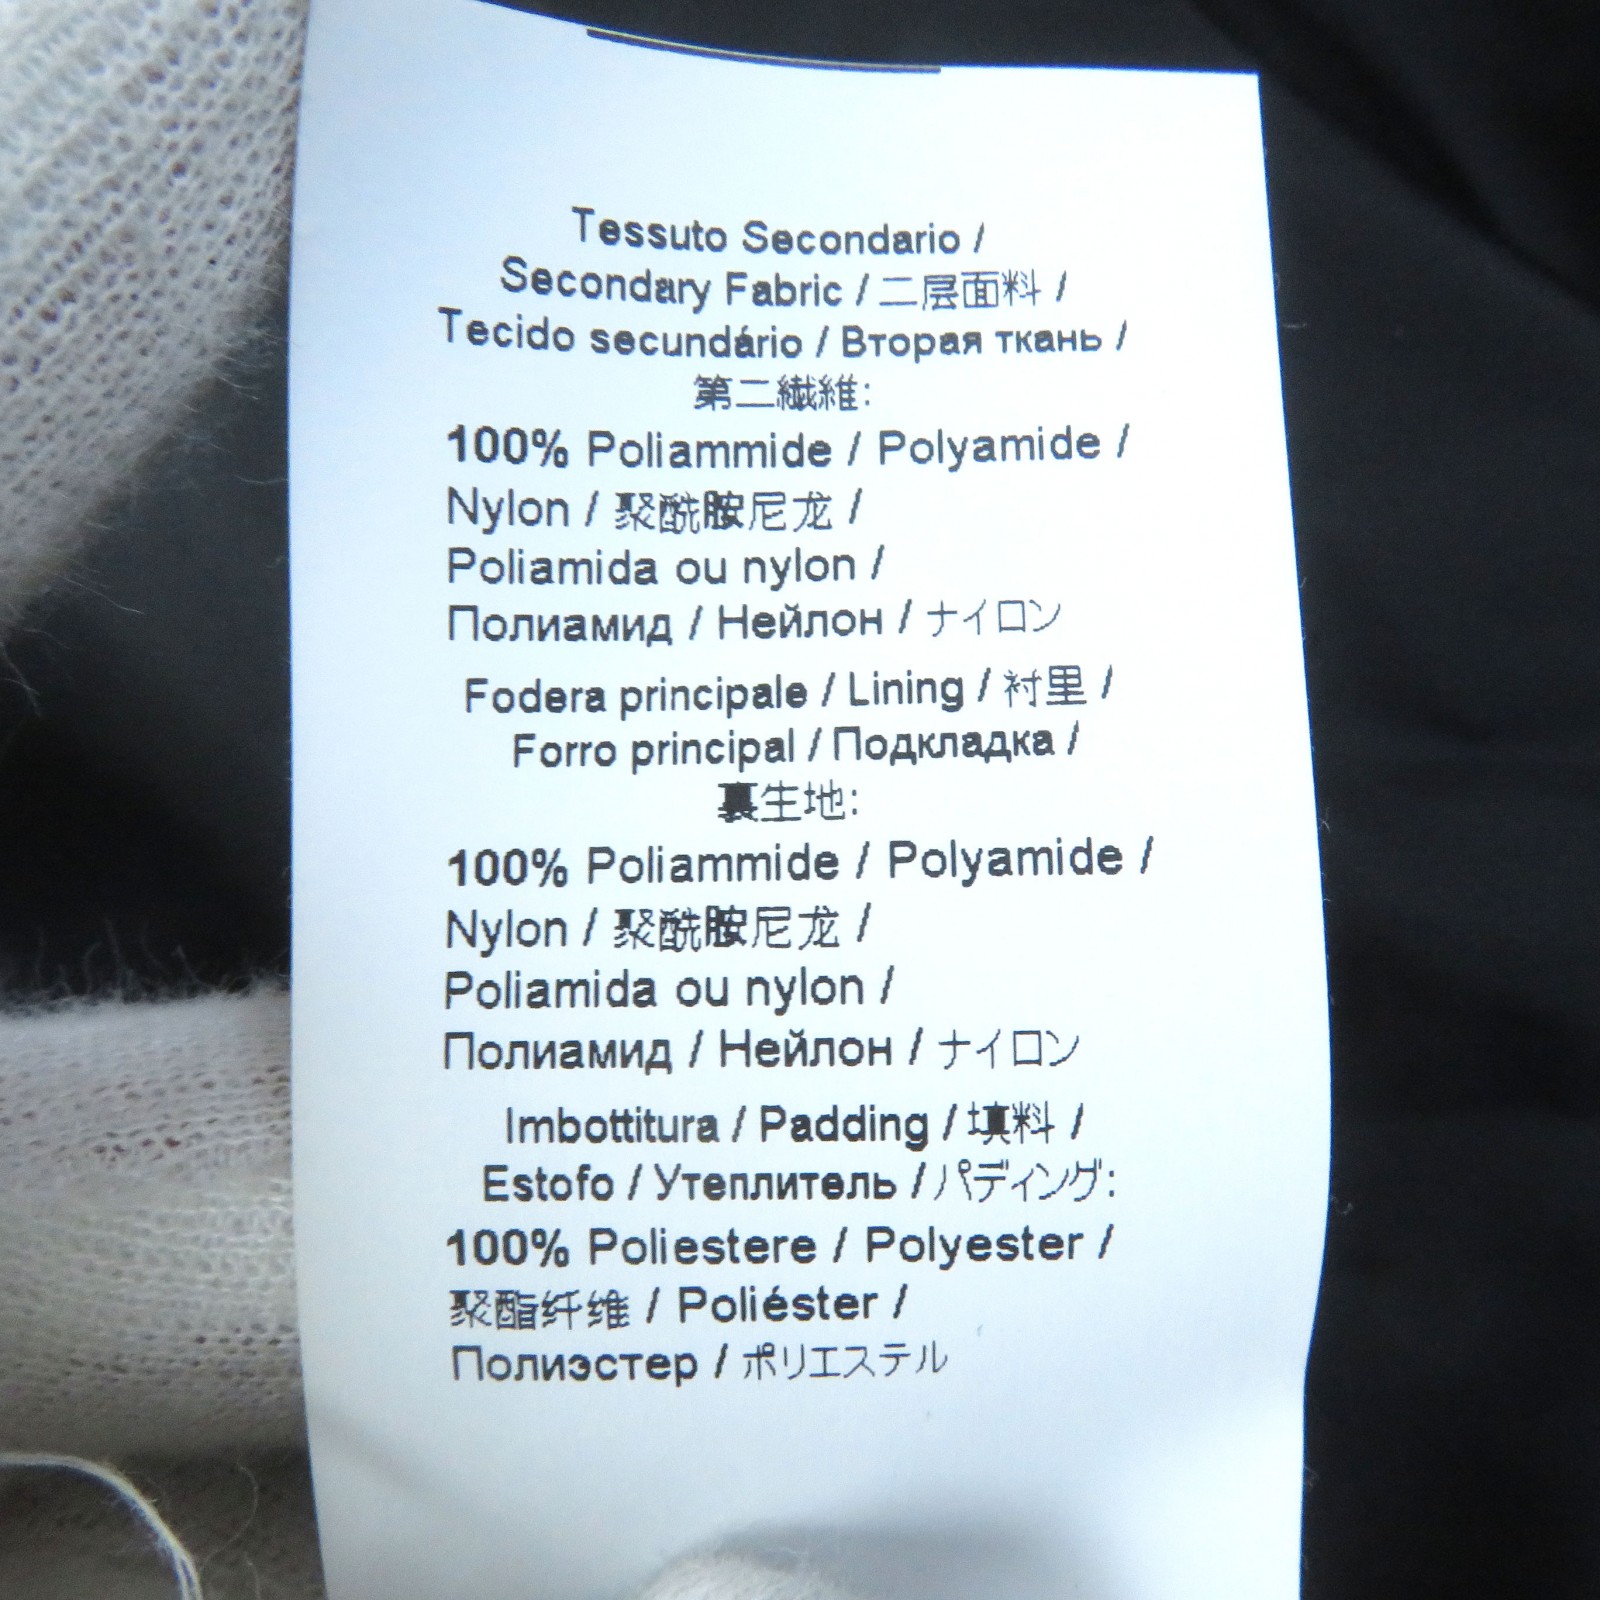 Tessuto Secondario /
Secondary Fabric / 二层面料 /
Tecido secundário / Вторая ткань /
第二繊維:
100% Poliammide / Polyamide /
Nylon / 聚酰胺尼龙 /
Poliamida ou nylon /
Полиамид / Нейлон / ナイロン
Fodera principale / Lining / 衬里 /
Forro principal / Подкладка /
裏生地:
100% Poliammide / Polyamide /
Nylon / 聚酰胺尼龙 /
Poliamida ou nylon /
Полиамид / Нейлон / ナイロン
Imbottitura / Padding / 填料 /
Estofo / Утеплитель / パディング:
100% Poliestere / Polyester /
聚酯纤维 / Poliéster /
Полиэстер / ポリエステル